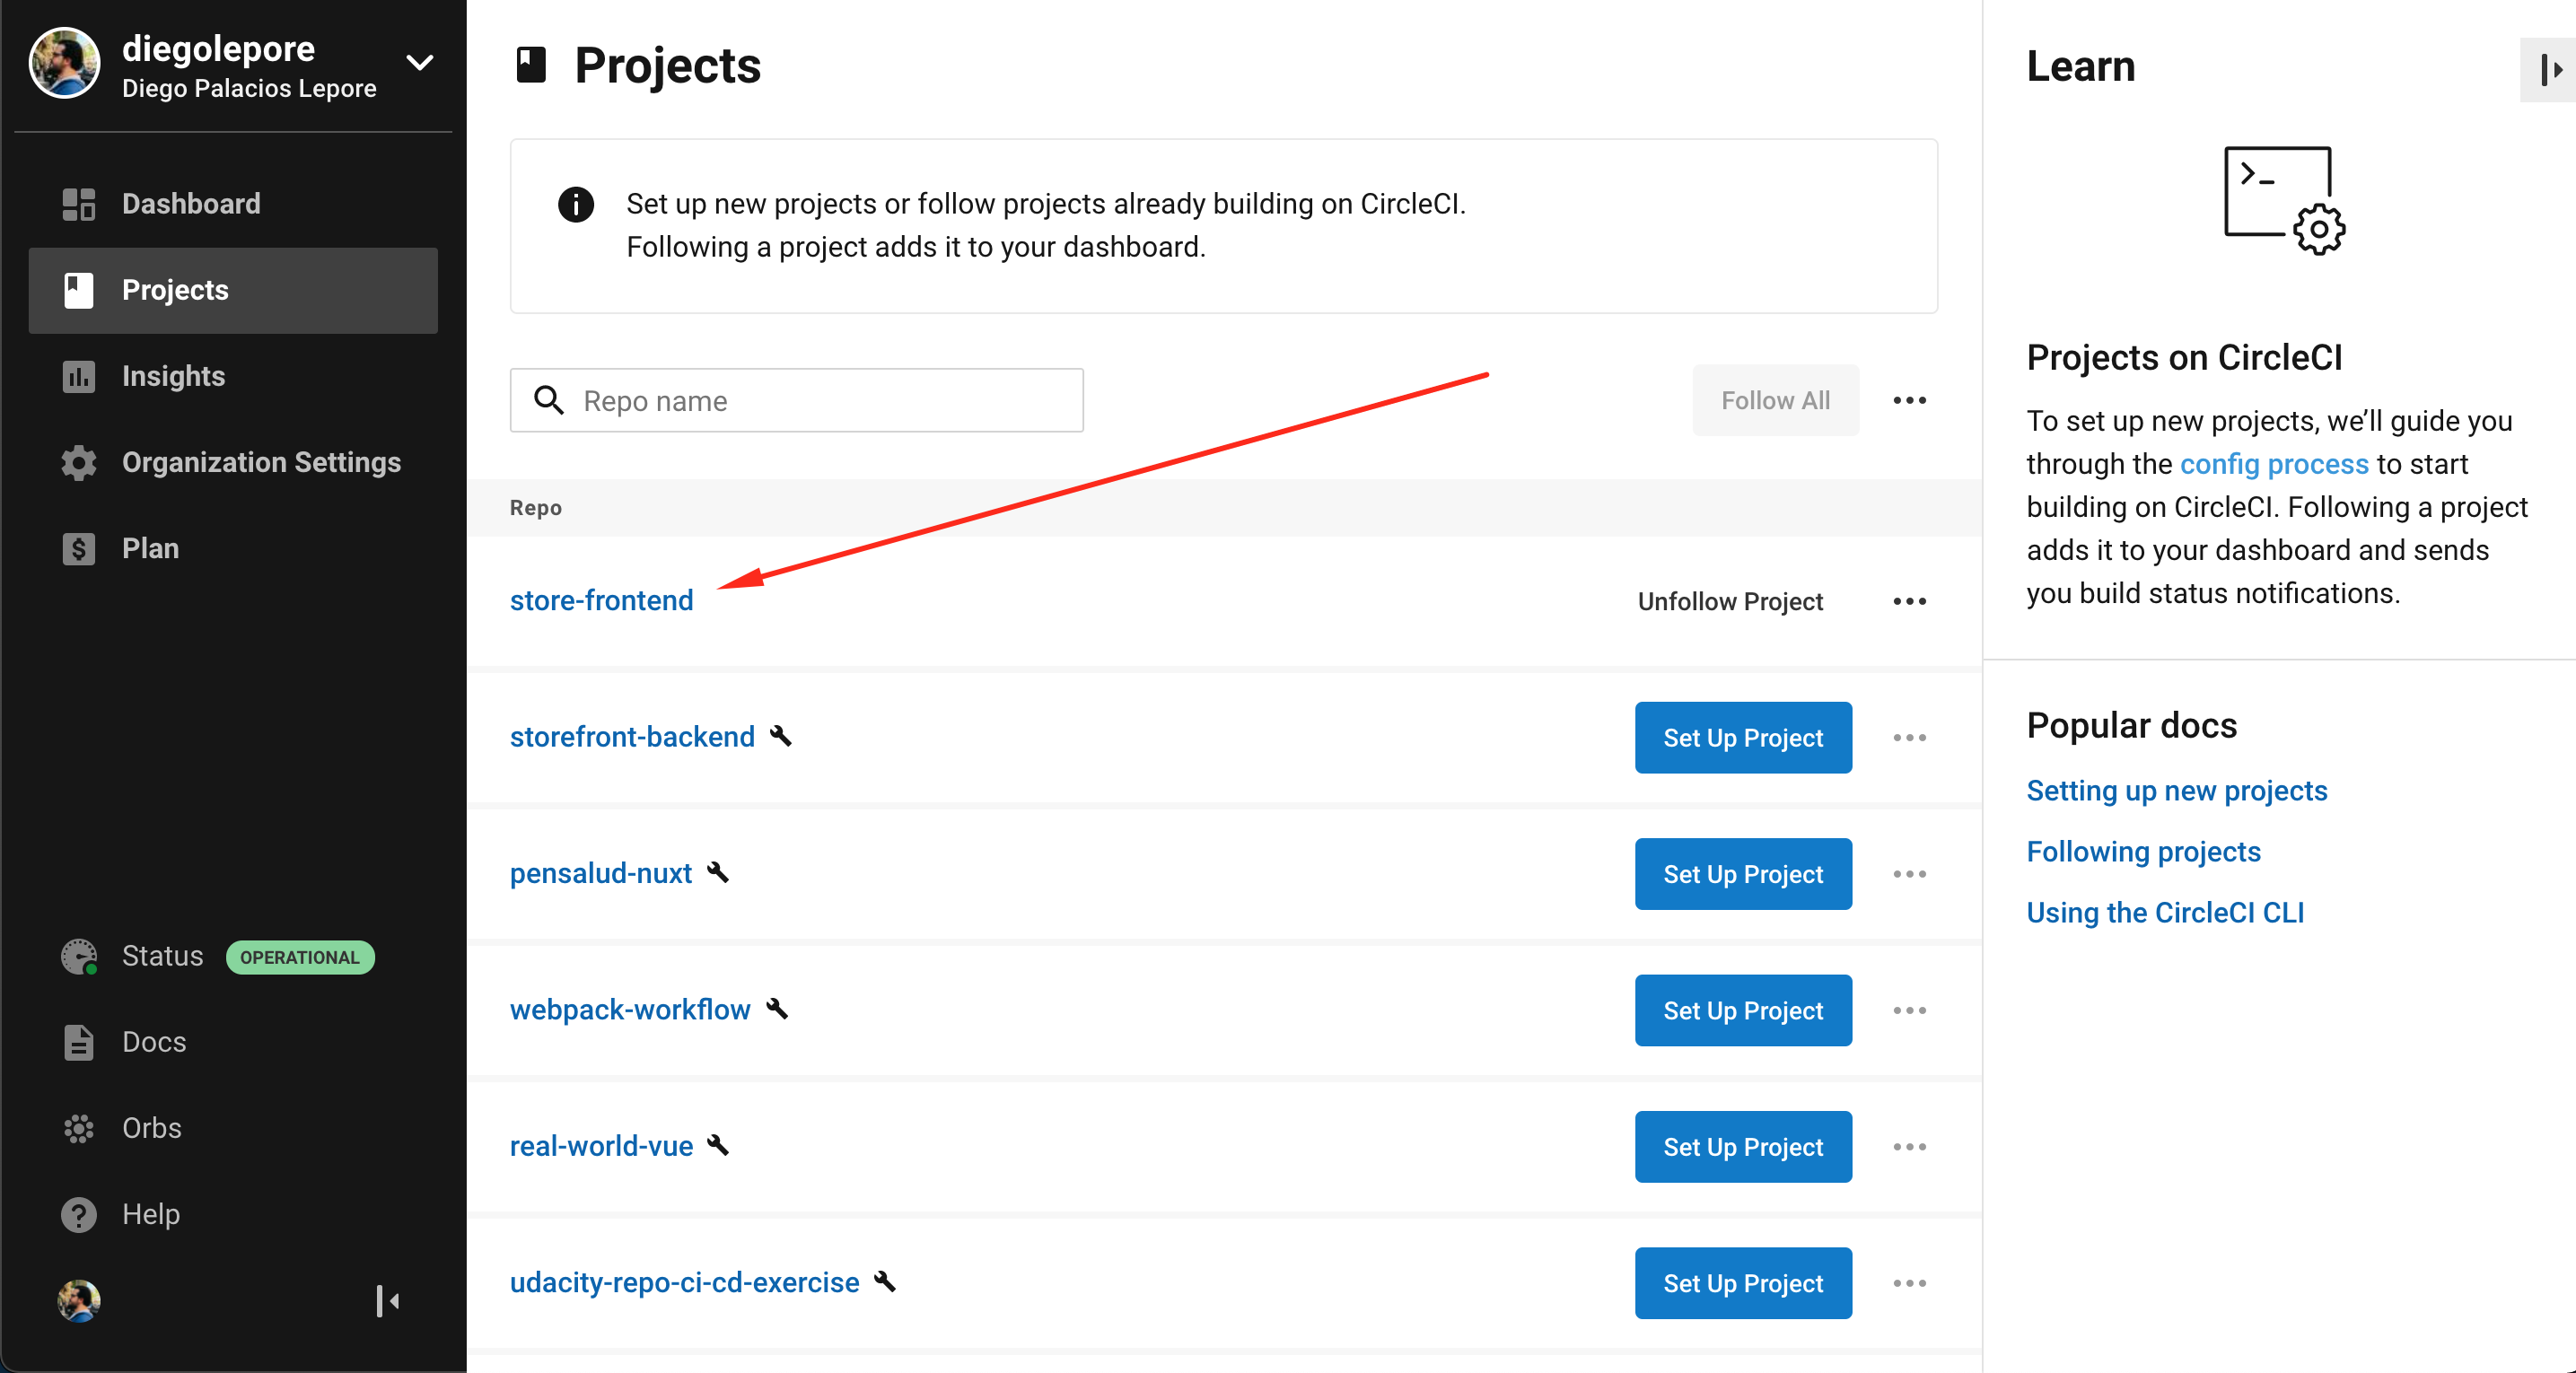 diegolepore
Diego Palacios Lepore
Dashboard
Projects
Insights
Organization Settings
Plan
Status OPERATIONAL
Docs
Orbs
Help
Projects
Set up new projects or follow projects already building on CircleCI.
Following a project adds it to your dashboard.
Repo name
Follow All
Repo
store-frontend
Unfollow Project
storefront-backend
Set Up Project
pensalud-nuxt
Set Up Project
webpack-workflow
Set Up Project
real-world-vue
Set Up Project
udacity-repo-ci-cd-exercise
Set Up Project
Learn
Projects on CircleCI
To set up new projects, we’ll guide you
through the config process to start
building on CircleCI. Following a project
adds it to your dashboard and sends
you build status notifications.
Popular docs
Setting up new projects
Following projects
Using the CircleCI CLI